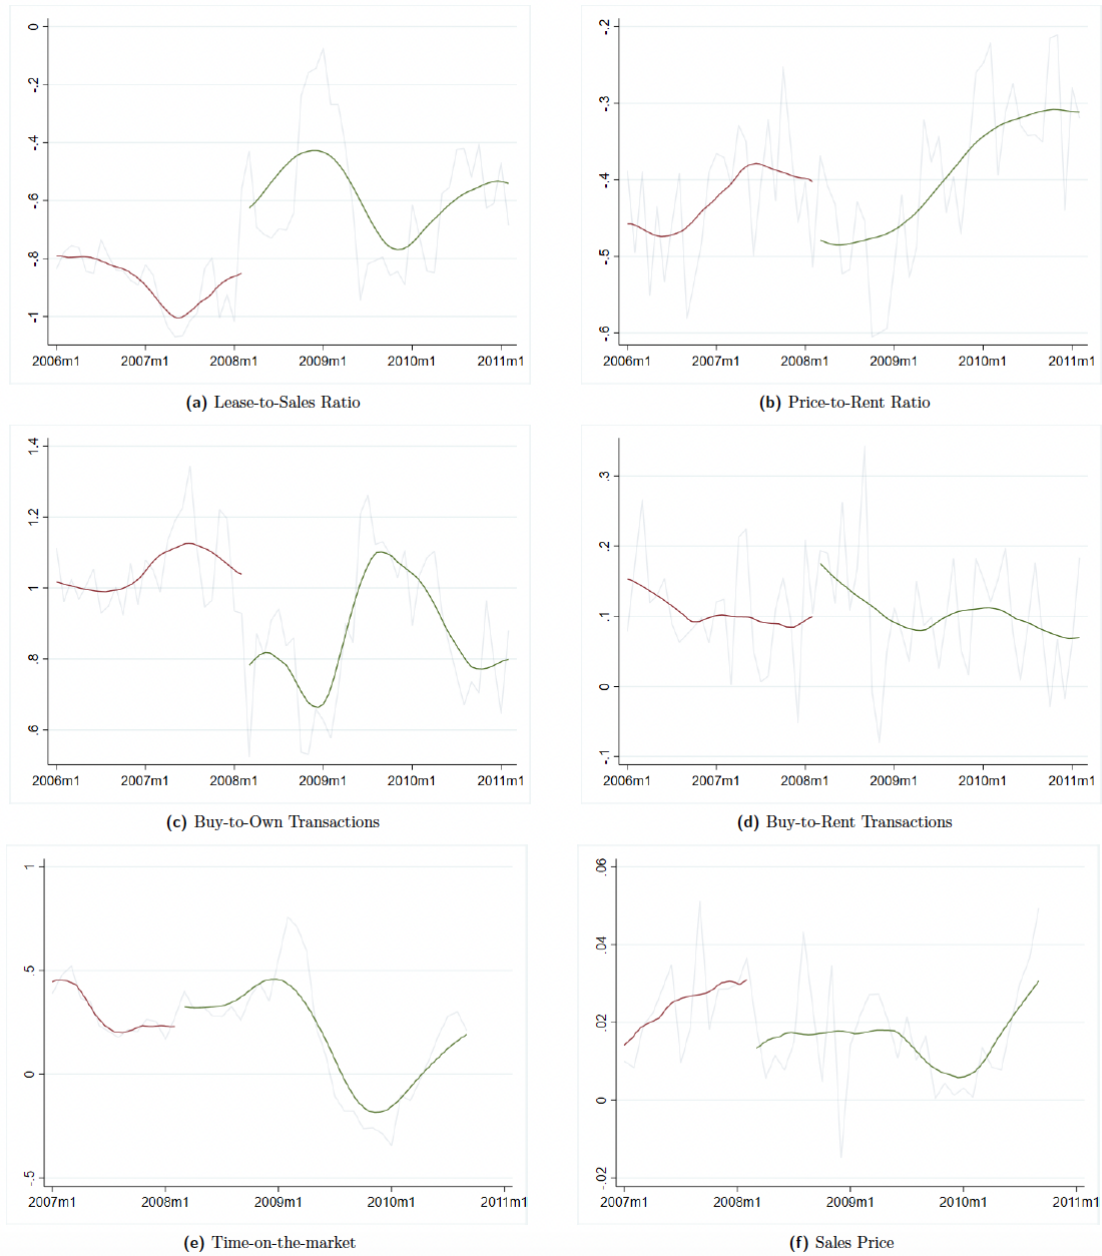 0
-.2
-.4
-.6
-.8
-1
2006m1 2007m1 2008m1 2009m1 2010m1 2011m1
(a) Lease-to-Sales Ratio
-.2
-.3
-.4
-.5
-.6
2006m1 2007m1 2008m1 2009m1 2010m1 2011m1
(b) Price-to-Rent Ratio
1.4
1.2
1
.8
.6
2006m1 2007m1 2008m1 2009m1 2010m1 2011m1
(c) Buy-to-Own Transactions
.3
.2
.1
0
-.1
2006m1 2007m1 2008m1 2009m1 2010m1 2011m1
(d) Buy-to-Rent Transactions
1
.5
0
-.5
2007m1 2008m1 2009m1 2010m1 2011m1
(e) Time-on-the-market
.06
.04
.02
0
-.02
2007m1 2008m1 2009m1 2010m1 2011m1
(f) Sales Price